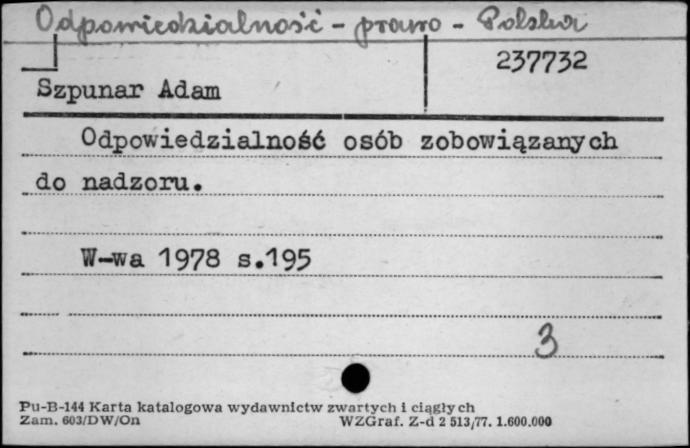 Odpowiedzialność - prawo - Polska
237732
Szpunar Adam
Odpowiedzialność osób zobowiązanych
do nadzoru.
W-wa 1978 s.195
3
Pu-B-144 Karta katalogowa wydawnictw zwartych i ciągłych
Zam. 603/DW/On WZGraf. Z-d 2 513/77. 1.600.000